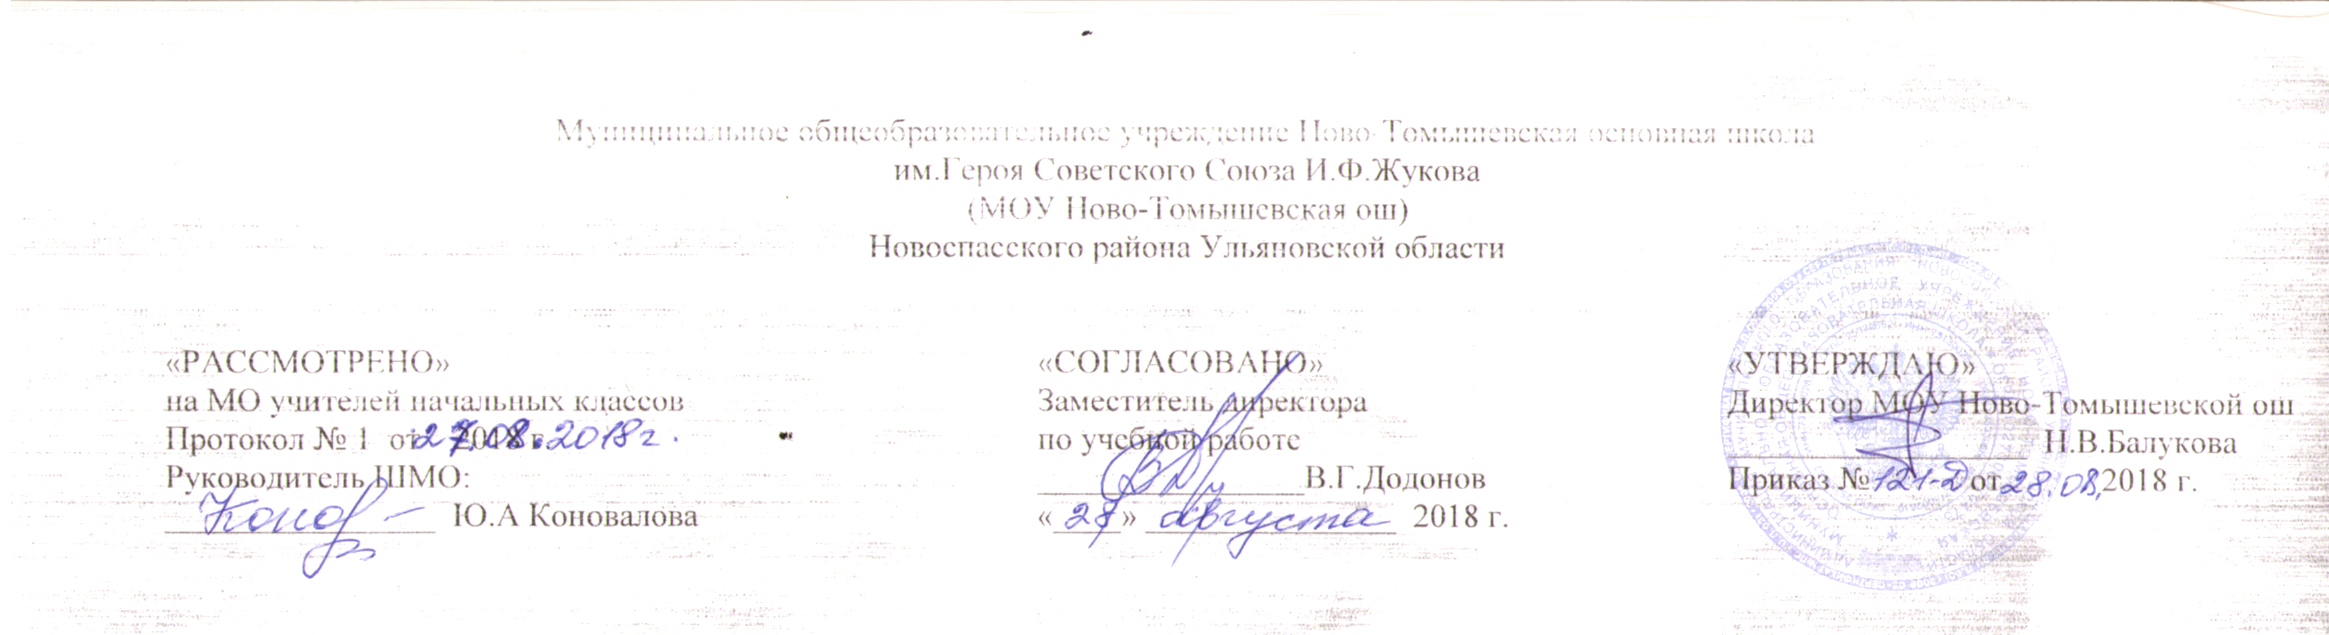 Муниципальное общеобразовательное учреждение Ново-Томышевская основная школа
им.Героя Советского Союза И.Ф.Жукова
(МОУ Ново-Томышевская ош)
Новоспасского района Ульяновской области
«РАССМОТРЕНО»
на МО учителей начальных классов
Протокол № 1 от 27.08.2018г.
Руководитель ШМО:
Ю.А Коновалова
«СОГЛАСОВАНО»
Заместитель директора
по учебной работе
В.Г.Додонов
«28» августа 2018 г.
«УТВЕРЖДАЮ»
Директор МОУ Ново-Томышевской ош
Н.В.Балукова
Приказ № 121-Д от 28.08.2018 г.